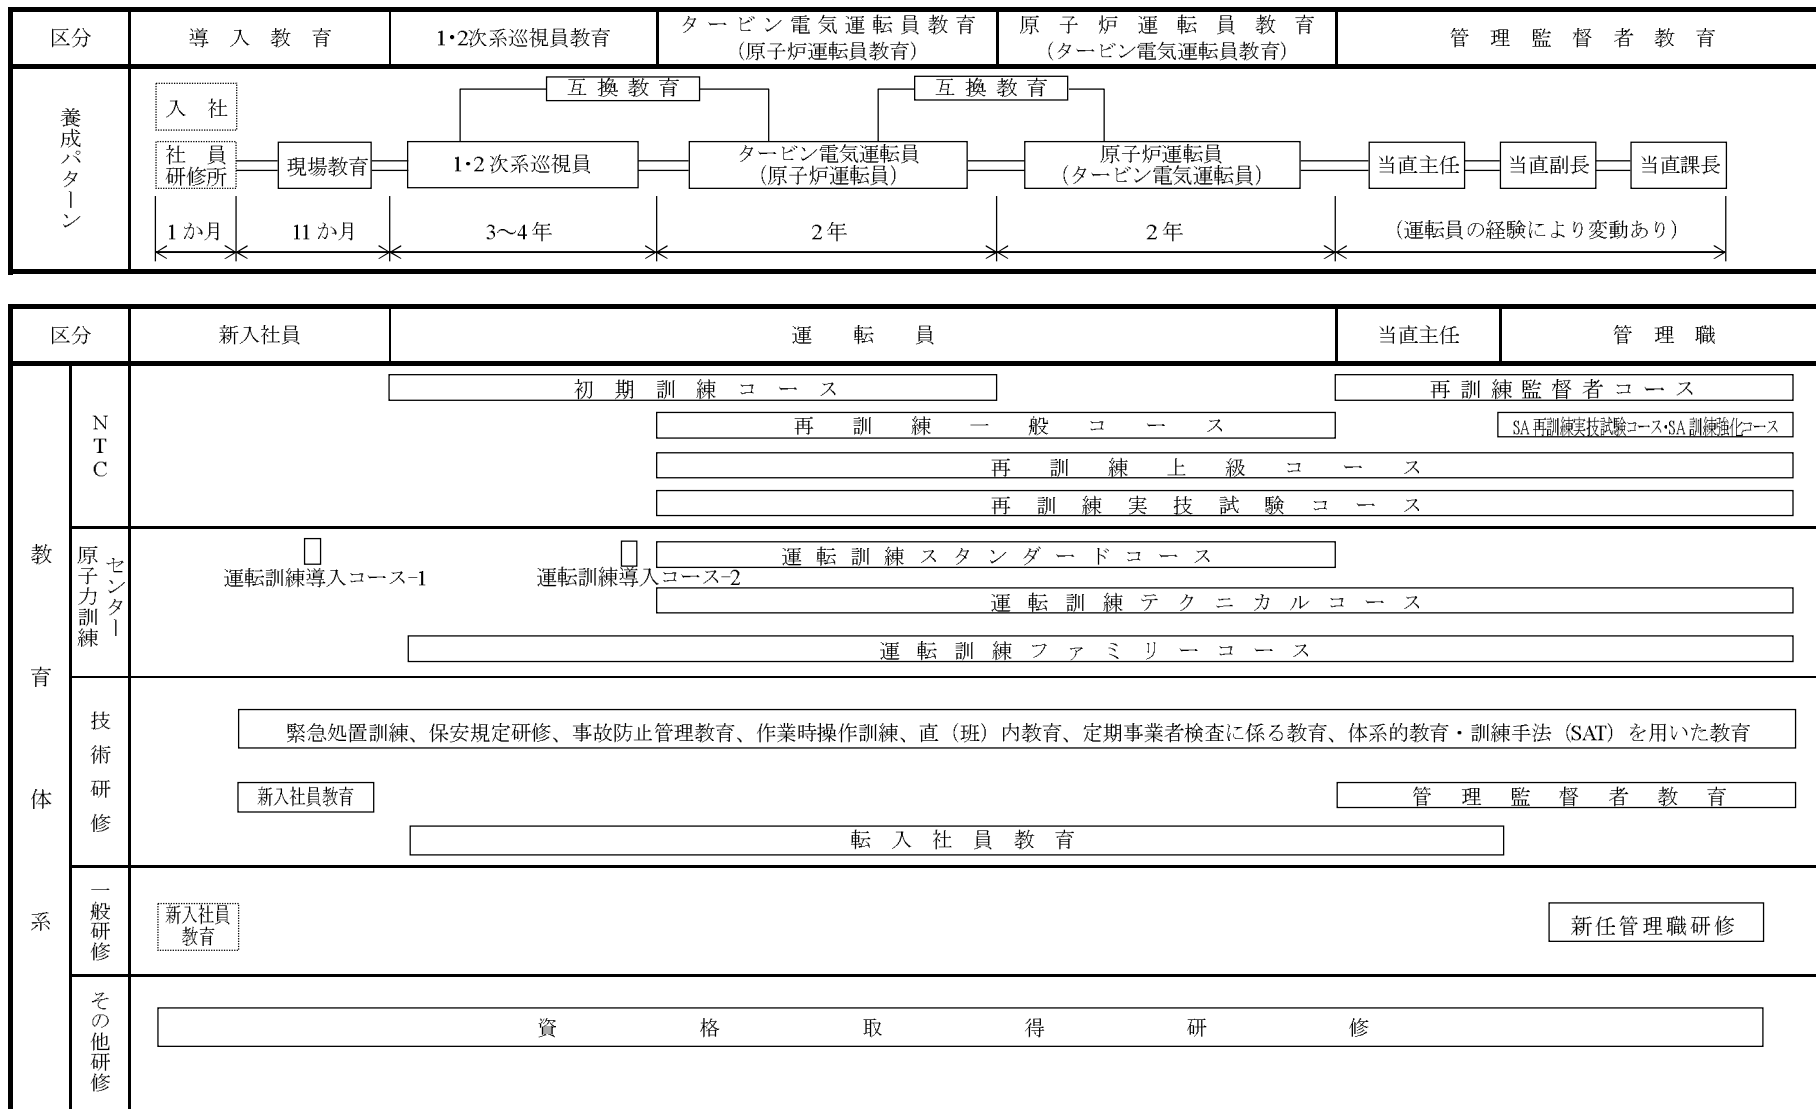 区分
導入教育
1・2次系巡視員教育
タービン電気運転員教育
(原子炉運転員教育)
原子炉運転員教育
(タービン電気運転員教育)
管理監督者教育
養成パターン
互換教育
互換教育
入社
社員
研修所
現場教育
1・2次系巡視員
タービン電気運転員
(原子炉運転員)
原子炉運転員
(タービン電気運転員)
当直主任
当直副長
当直課長
1か月
11か月
3〜4年
2年
2年
(運転員の経験により変動あり)
区分
新入社員
運転員
当直主任
管理職
教育体系
NTC
初期訓練コース
再訓練監督者コース
再訓練一般コース
SA再訓練実技試験コース・SA訓練強化コース
再訓練上級コース
再訓練実技試験コース
原子力訓練
センター
運転訓練導入コース-1
運転訓練導入コース-2
運転訓練スタンダードコース
運転訓練テクニカルコース
運転訓練ファミリーコース
技術研修
緊急処置訓練、保安規定研修、事故防止管理教育、作業時操作訓練、直（班）内教育、定期事業者検査に係る教育、体系的教育・訓練手法（SAT）を用いた教育
新入社員教育
管理監督者教育
転入社員教育
一般研修
新入社員
教育
新任管理職研修
その他研修
資格取得研修